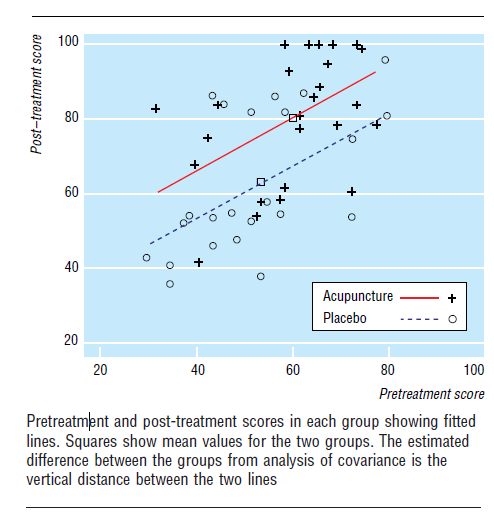 Post–treatment score
100
80
60
40
20
Acupuncture
Placebo
20 40 60 80 100
Pretreatment score
Pretreatment and post-treatment scores in each group showing fitted
lines. Squares show mean values for the two groups. The estimated
difference between the groups from analysis of covariance is the
vertical distance between the two lines